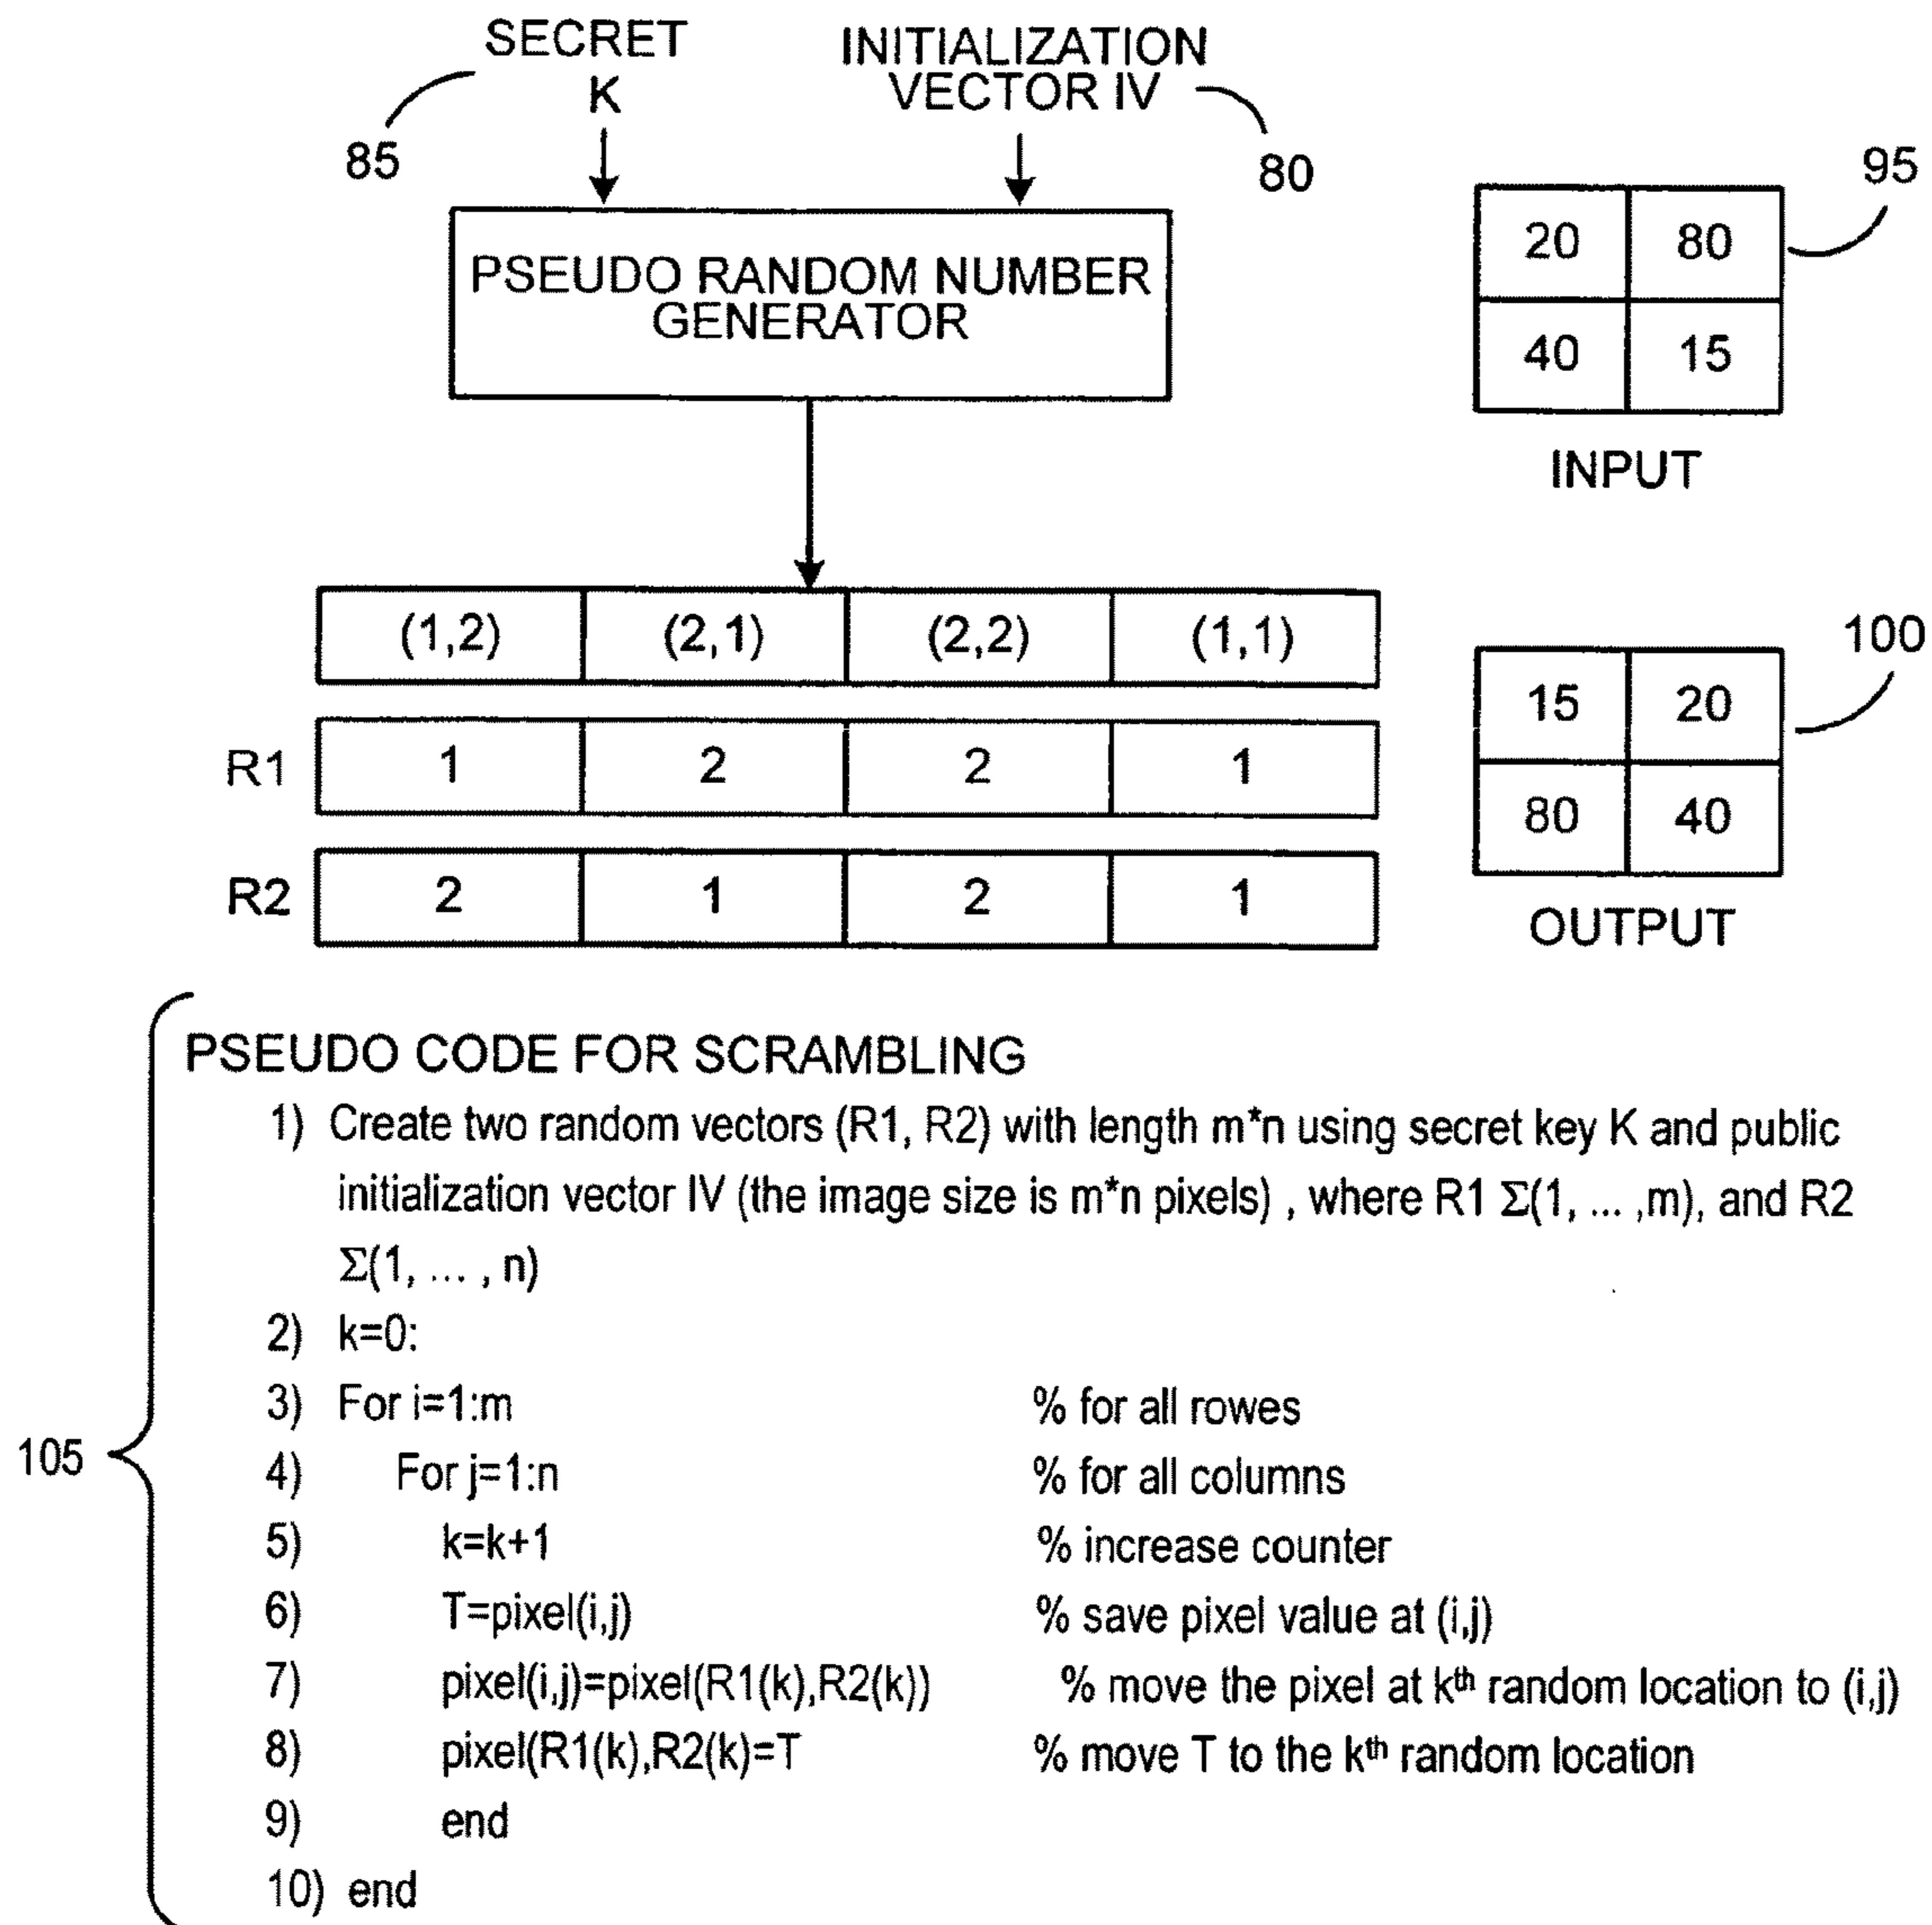 SECRET
K
INITIALIZATION
VECTOR IV
85
80
PSEUDO RANDOM NUMBER
GENERATOR
95
20 80
40 15
INPUT
(1,2) (2,1) (2,2) (1,1)
R1 1 2 2 1
R2 2 1 2 1
100
15 20
80 40
OUTPUT
105
PSEUDO CODE FOR SCRAMBLING
1) Create two random vectors (R1, R2) with length m*n using secret key K and public
initialization vector IV (the image size is m*n pixels) , where R1 Σ(1, ... ,m), and R2
Σ(1, ... , n)
2) k=0:
3) For i=1:m % for all rowes
4) For j=1:n % for all columns
5) k=k+1 % increase counter
6) T=pixel(i,j) % save pixel value at (i,j)
7) pixel(i,j)=pixel(R1(k),R2(k)) % move the pixel at kth random location to (i,j)
8) pixel(R1(k),R2(k)=T % move T to the kth random location
9) end
10) end